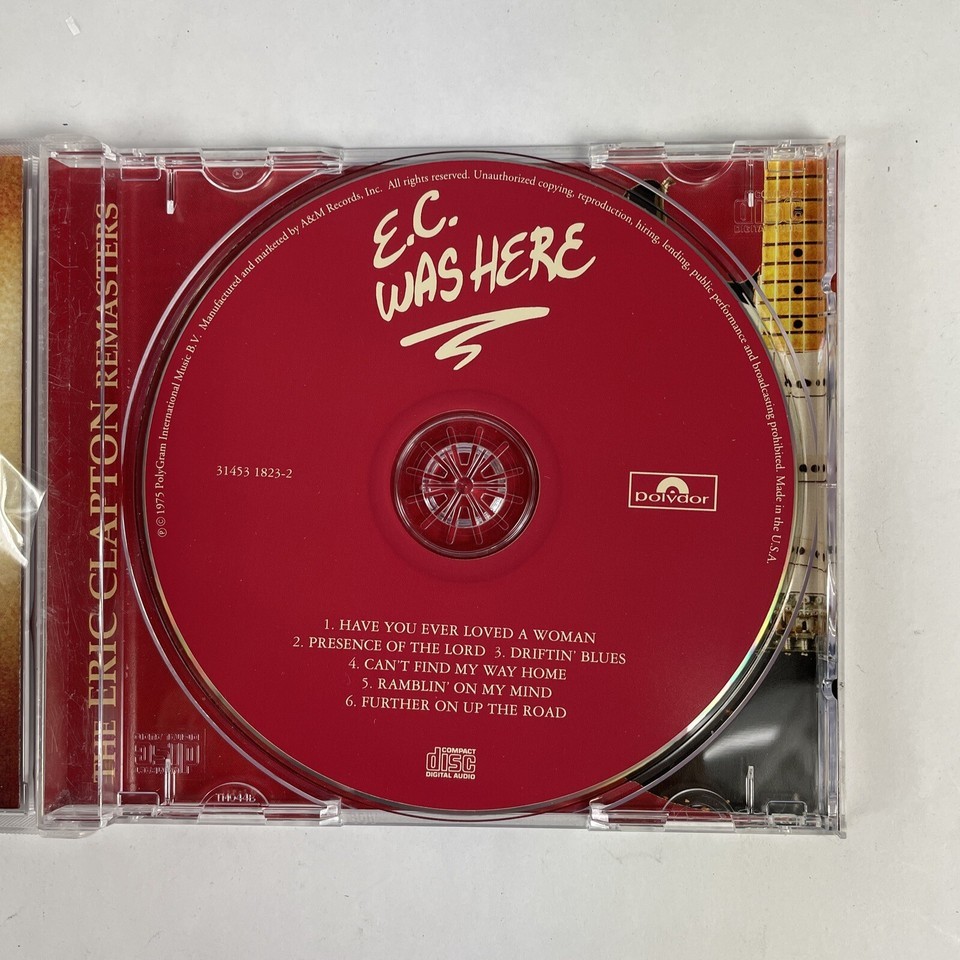 THE ERIC CLAPTON REMASTERS
℗ © 1975 PolyGram International Music B.V. Manufactured and marketed by A&M Records, Inc. All rights reserved. Unauthorized copying, reproduction, hiring, lending, public performance and broadcasting prohibited. Made in the U.S.A.
E.C.
WAS HERE
31453 1823-2
polydor
1. HAVE YOU EVER LOVED A WOMAN
2. PRESENCE OF THE LORD 3. DRIFTIN' BLUES
4. CAN'T FIND MY WAY HOME
5. RAMBLIN' ON MY MIND
6. FURTHER ON UP THE ROAD
COMPACT
disc
DIGITAL AUDIO